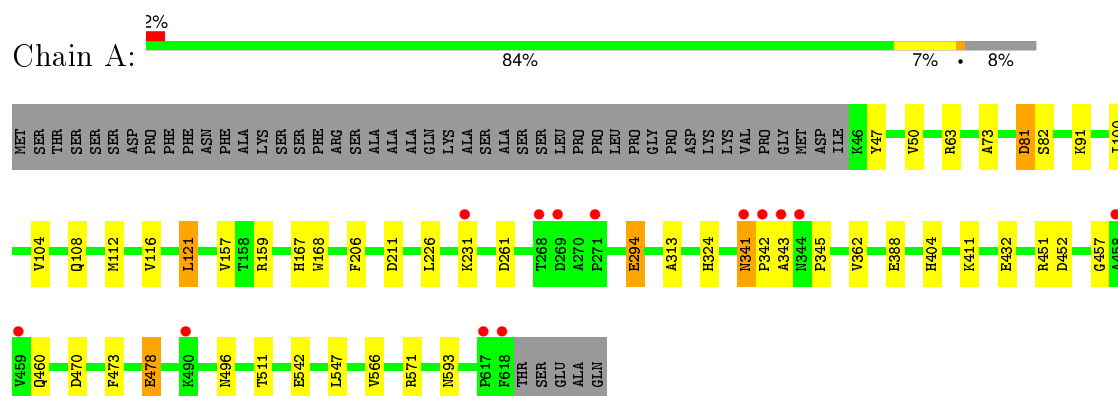 2%
Chain A:
84% 7% • 8%
MET SER THR SER SER SER ASP PRO PHE PHE ASN PHE ALA LYS SER SER PHE ARG SER ALA ALA ALA GLN LYS ALA SER ALA SER SER LEU PRO PRO LEU PRO GLY PRO ASP LYS LYS VAL PRO GLY MET ASP ILE K46 Y47 V50 R63 A73 D81 S82 K91
V104 Q108 M112 V116 L121 V157 T158 R159 H167 W168 F206 D211 L226 K231 D261 T268 D269 A270 P271 E294 A313 H324 N341 P342 A343 N344 P345 V362 E388 H404 K411 E432 R451 D452 G457 A458
V459 Q460 D470 F473 E478 K490 N496 T511 E542 L547 V566 R571 N593 P617 F618 THR SER GLU ALA GLN